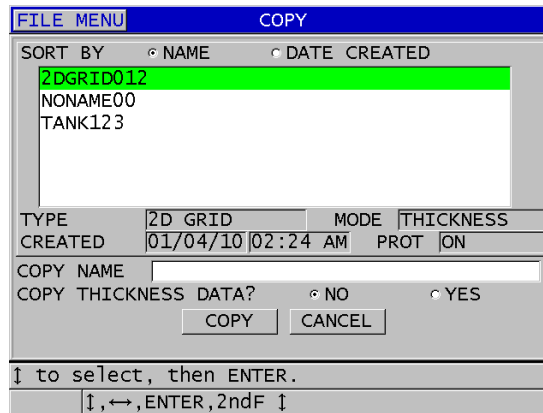 FILE MENU COPY
SORT BY NAME DATE CREATED
2DGRID012
NONAME00
TANK123
TYPE 2D GRID MODE THICKNESS
CREATED 01/04/10 02:24 AM PROT ON
COPY NAME
COPY THICKNESS DATA? NO YES
COPY CANCEL
↕ to select, then ENTER.
↕,↔,ENTER,2ndF ↕